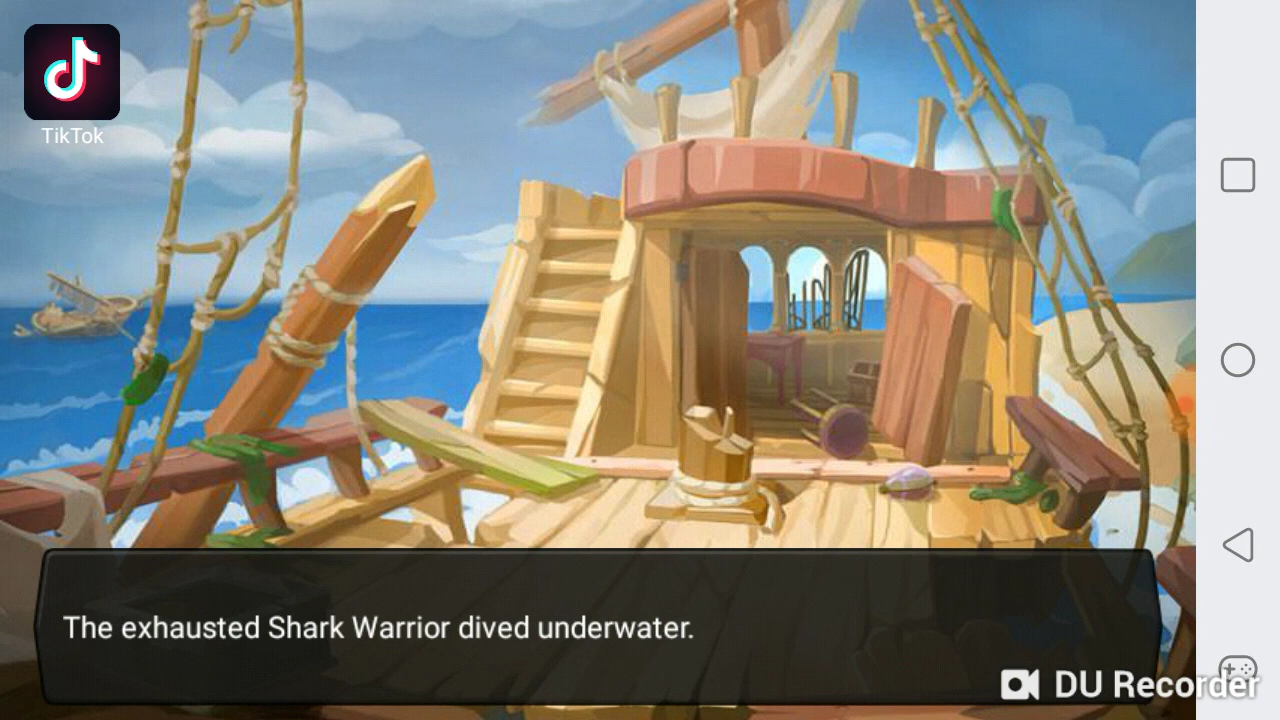 TikTok
The exhausted Shark Warrior dived underwater.
DU Recorder